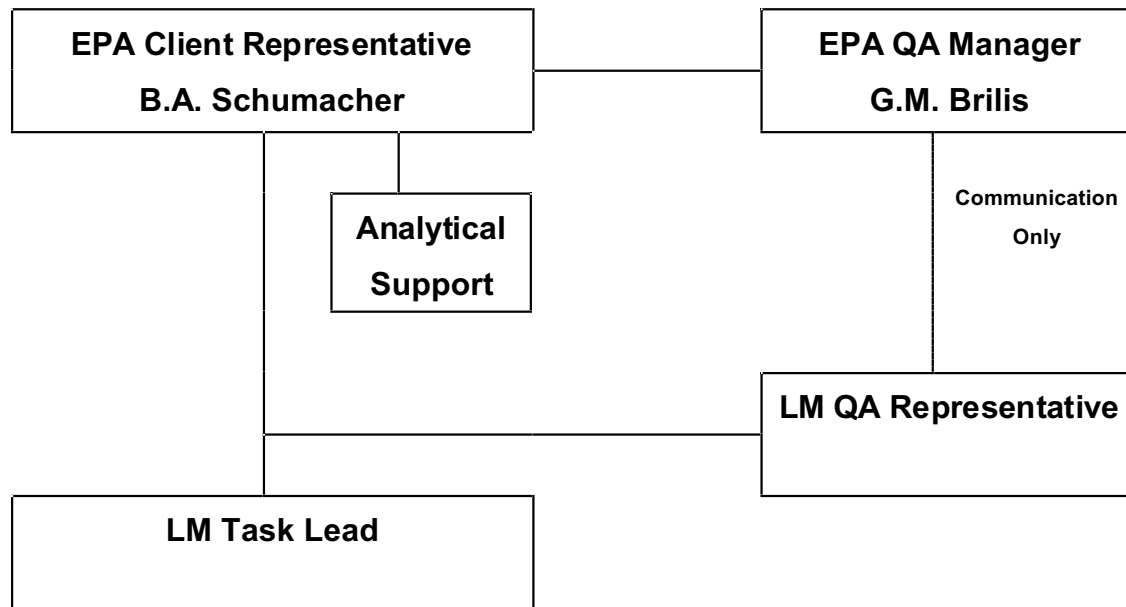 EPA Client Representative
B.A. Schumacher
EPA QA Manager
G.M. Brilis
Analytical
Support
Communication
Only
LM QA Representative
LM Task Lead